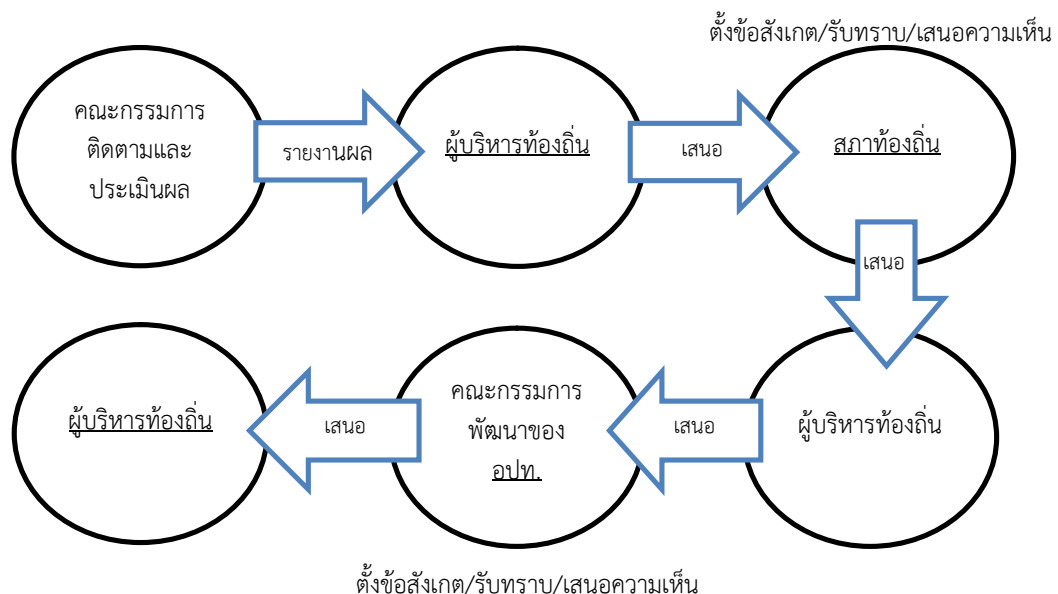 ตั้งข้อสังเกต/รับทราบ/เสนอความเห็น
คณะกรรมการ
ติดตามและ
ประเมินผล
รายงานผล
ผู้บริหารท้องถิ่น
เสนอ
สภาท้องถิ่น
เสนอ
ผู้บริหารท้องถิ่น
เสนอ
คณะกรรมการ
พัฒนาของ
อปท.
เสนอ
ผู้บริหารท้องถิ่น
ตั้งข้อสังเกต/รับทราบ/เสนอความเห็น